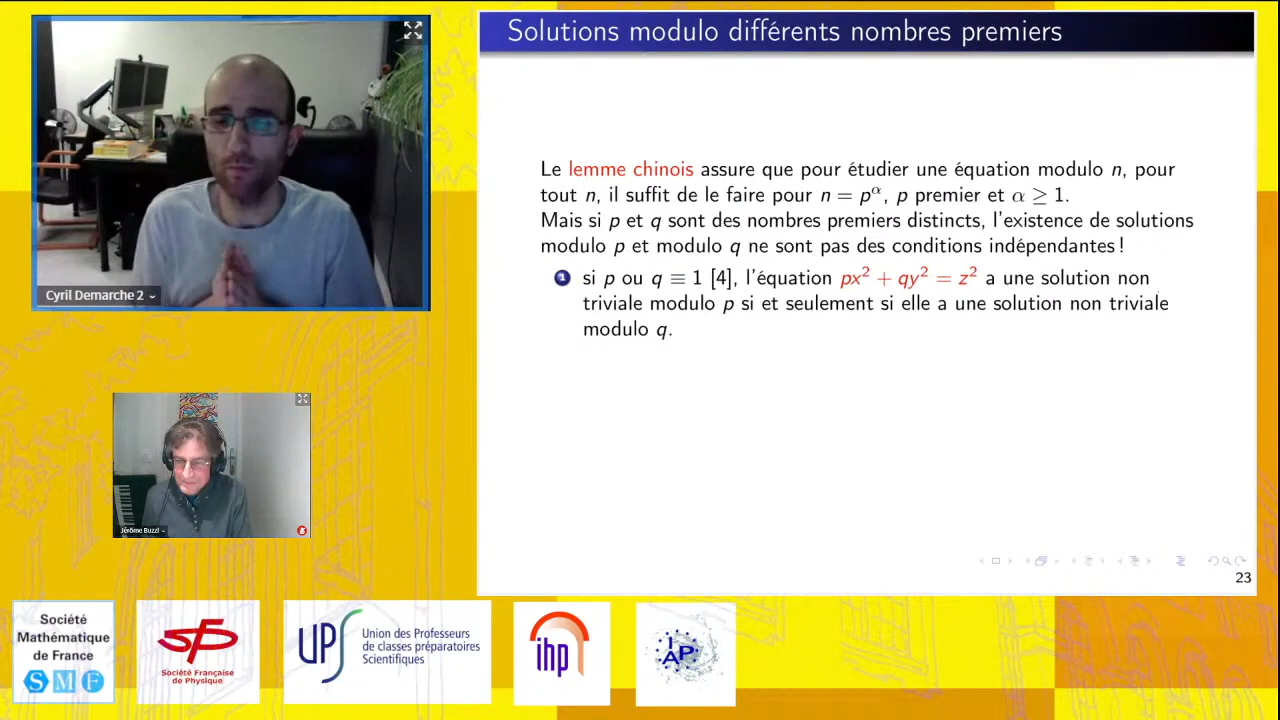 Solutions modulo différents nombres premiers
Le lemme chinois assure que pour étudier une équation modulo n, pour
tout n, il suffit de le faire pour n = p^α, p premier et α ≥ 1.
Mais si p et q sont des nombres premiers distincts, l'existence de solutions
modulo p et modulo q ne sont pas des conditions indépendantes !
1 si p ou q ≡ 1 [4], l'équation px² + qy² = z² a une solution non
triviale modulo p si et seulement si elle a une solution non triviale
modulo q.
23
Cyril Demarche 2
Jérôme Buzzi
Société
Mathématique
de France
S M F
sfp
Société Française
de Physique
UPS
Union des Professeurs
de classes préparatoires
Scientifiques
ihp
IAP